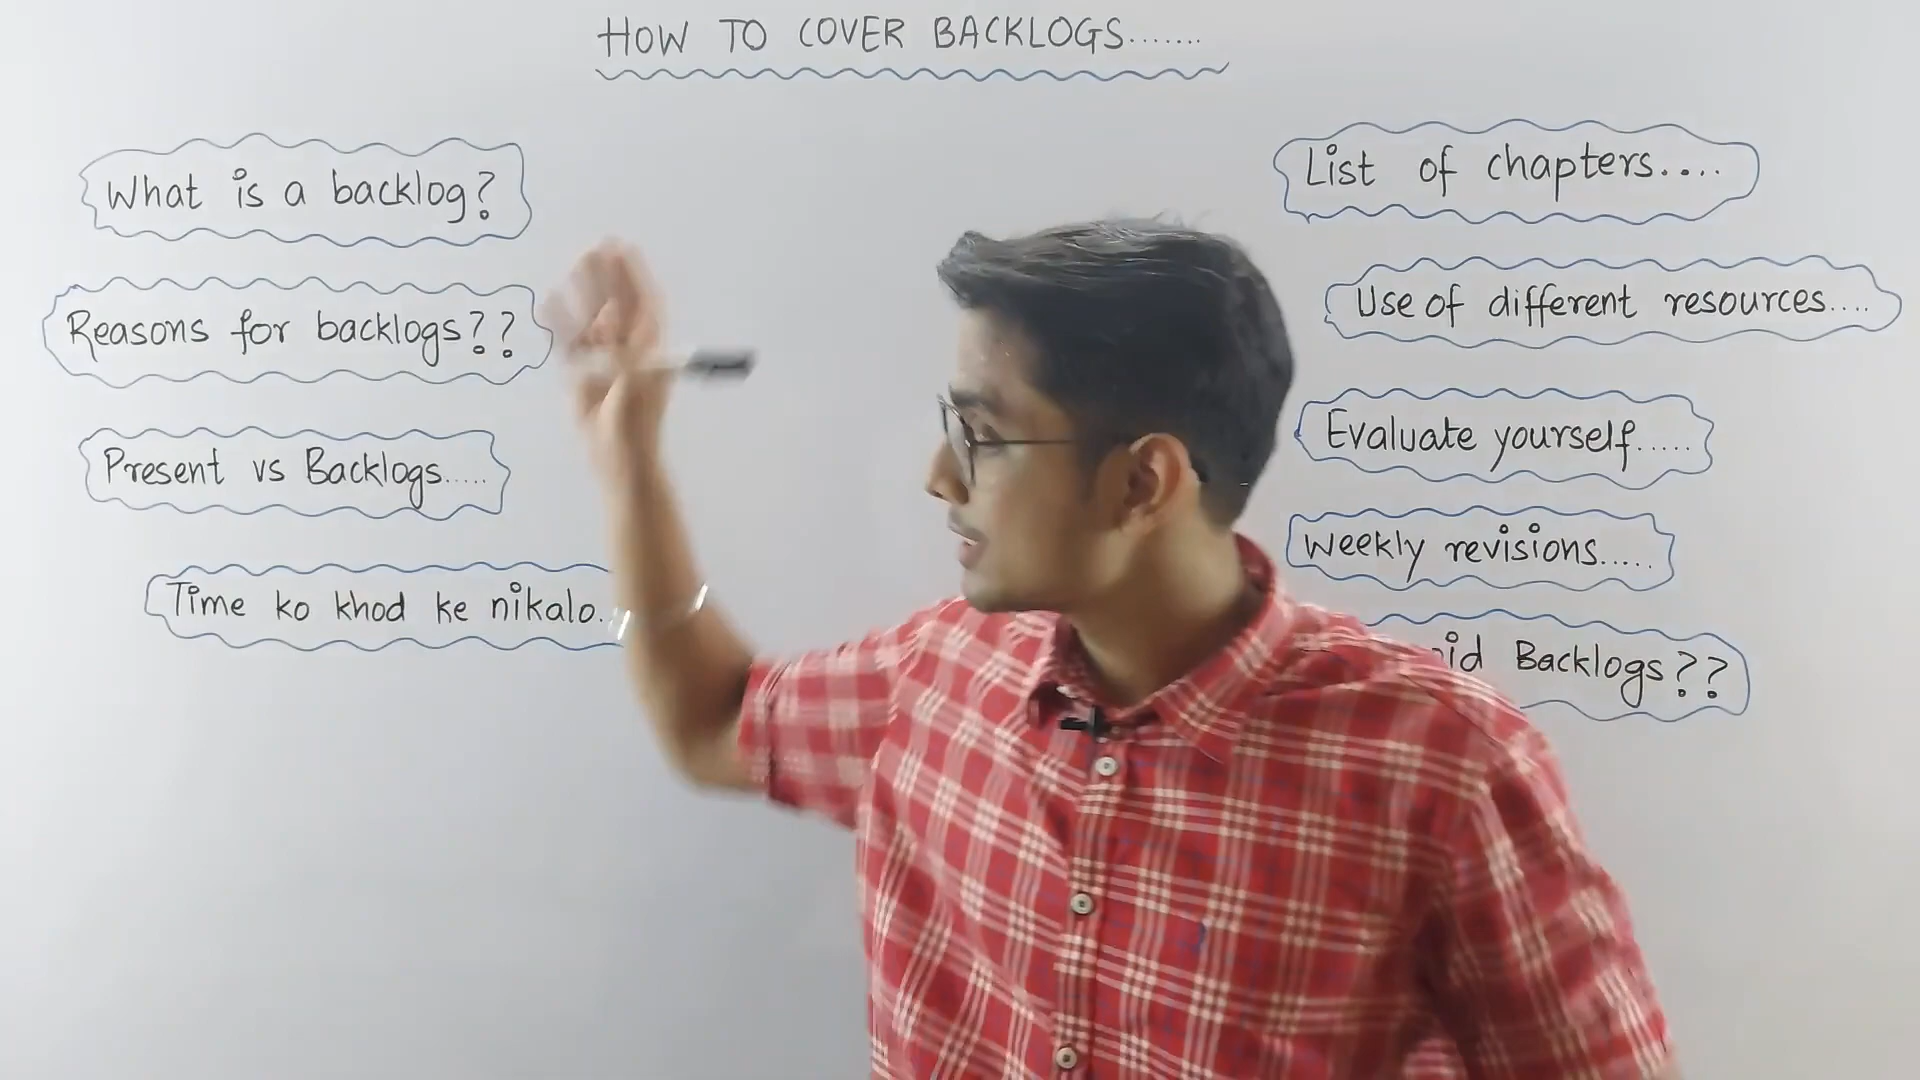 HOW TO COVER BACKLOGS.......
What is a backlog?
Reasons for backlogs??
Present vs Backlogs.....
Time ko khod ke nikalo..
List of chapters....
Use of different resources....
Evaluate yourself.....
Weekly revisions.....
Backlogs??